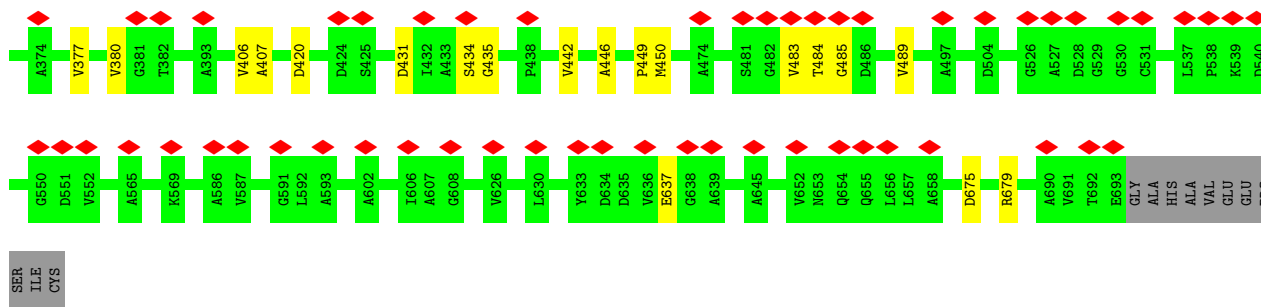 A374 V377 V380 G381 T382 A393 V406 A407 D420 D424 S425 D431 I432 A433 S434 G435 P438 V442 A446 P449 M450 A474 S481 G482 V483 T484 G485 D486 V489 A497 D504 G526 A527 D528 G529 G530 C531 L537 P538 K539 D540
G550 D551 V552 A565 K569 A586 V587 G591 L592 A593 A602 I606 A607 G608 V626 L630 Y633 D634 D635 V636 E637 G638 A639 A645 V652 N653 Q654 Q655 L656 L657 A658 D675 R679 A690 V691 T692 E693 GLY ALA HIS ALA VAL GLU GLU
SER ILE CYS